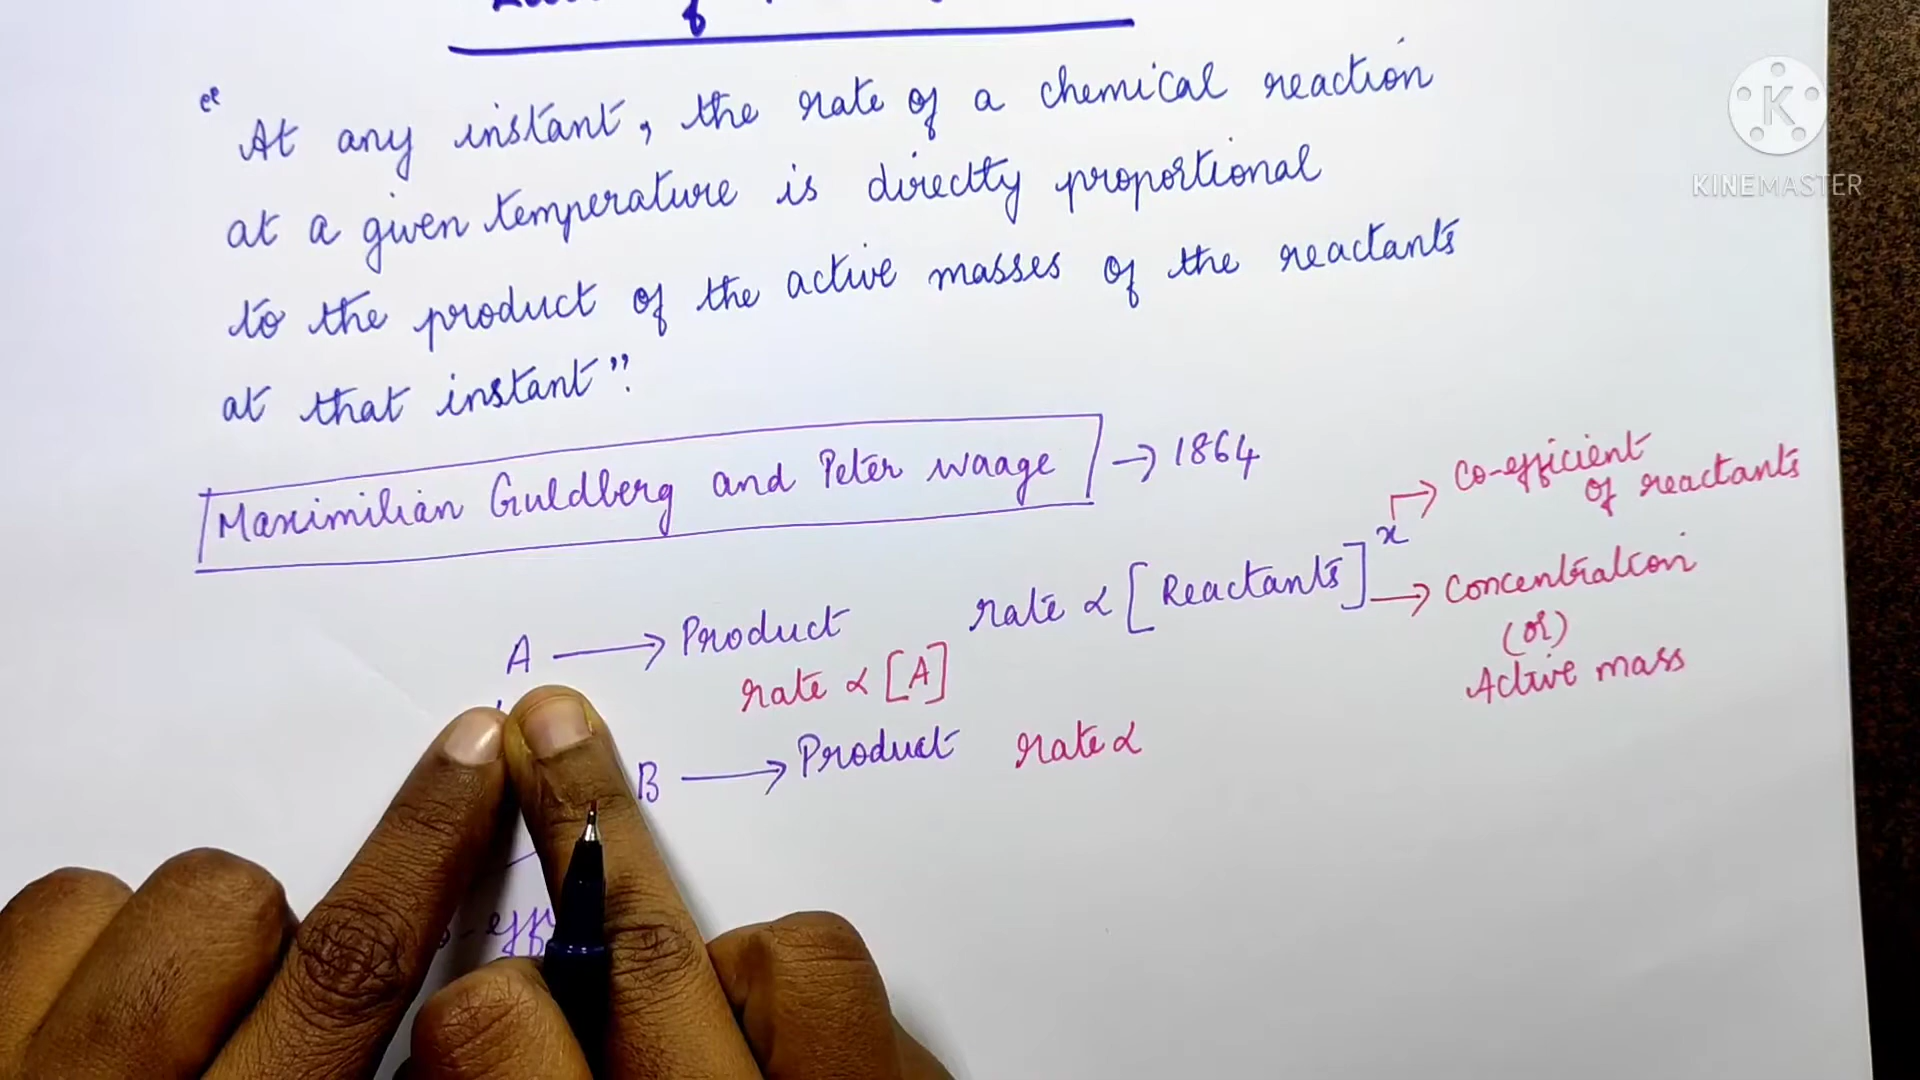 “ At any instant, the rate of a chemical reaction
at a given temperature is directly proportional
to the product of the active masses of the reactants
at that instant”.
Maximilian Guldberg and Peter waage → 1864
A → Product
rate ∝ [Reactants]^x
→ Co-efficient
of reactants
→ Concentration
(or)
Active mass
rate ∝ [A]
B → Product rate ∝
KINEMASTER